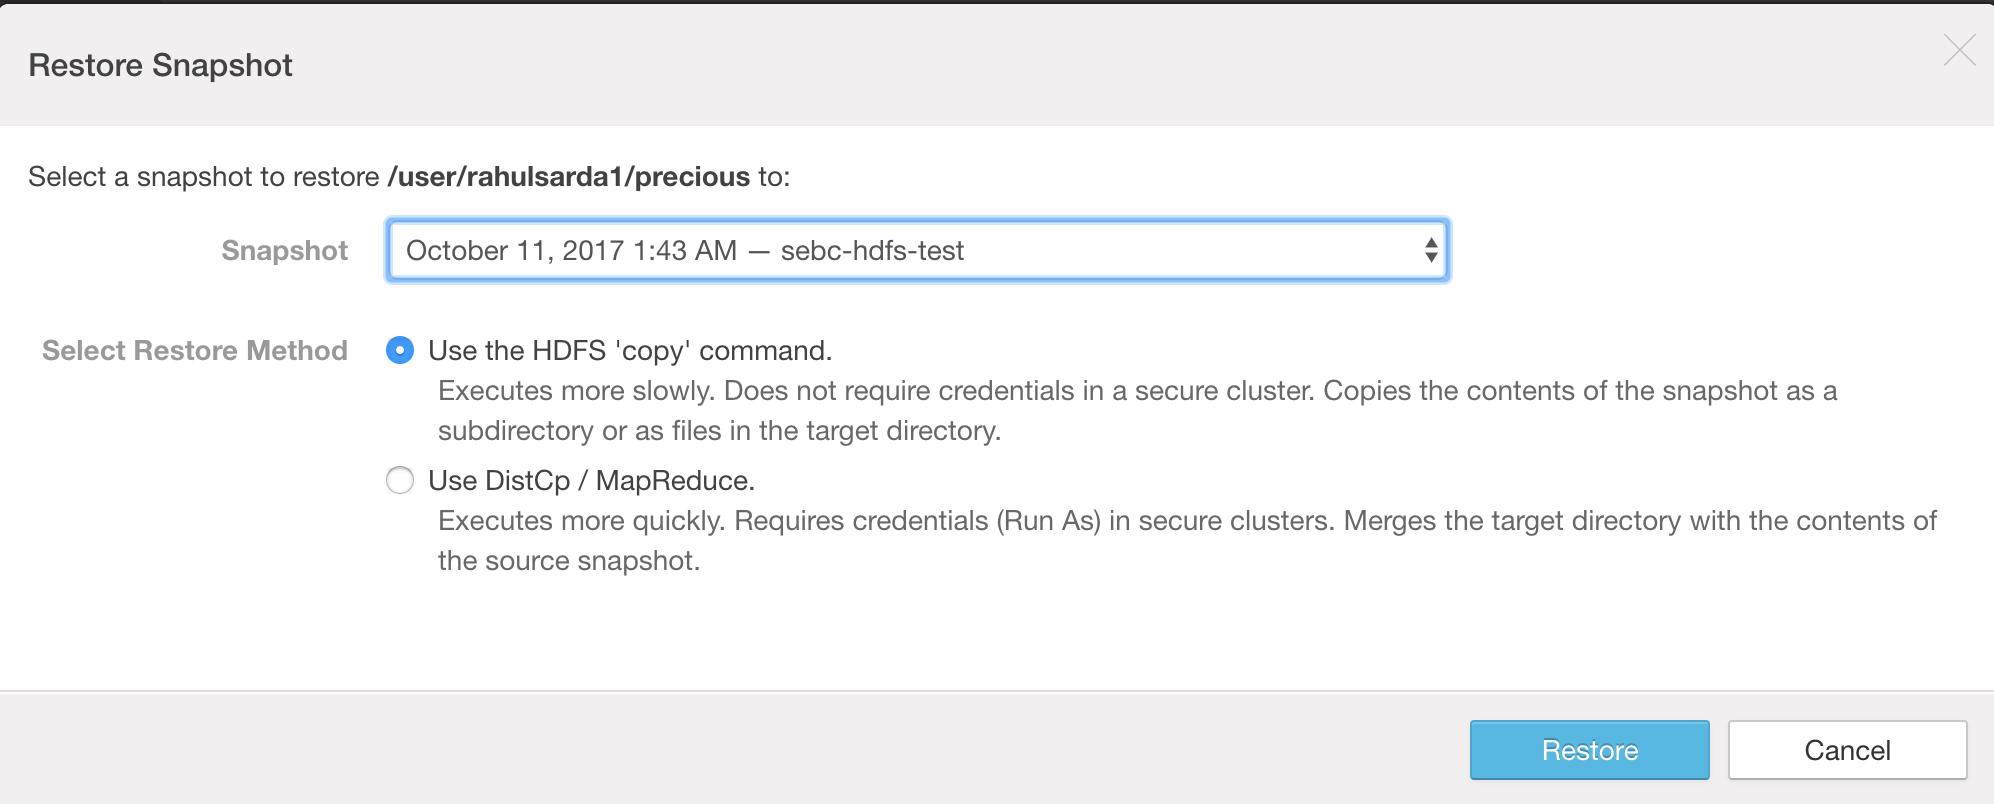 Restore Snapshot
Select a snapshot to restore /user/rahulsarda1/precious to:
Snapshot
October 11, 2017 1:43 AM — sebc-hdfs-test
Select Restore Method
Use the HDFS 'copy' command.
Executes more slowly. Does not require credentials in a secure cluster. Copies the contents of the snapshot as a
subdirectory or as files in the target directory.
Use DistCp / MapReduce.
Executes more quickly. Requires credentials (Run As) in secure clusters. Merges the target directory with the contents of
the source snapshot.
Restore
Cancel